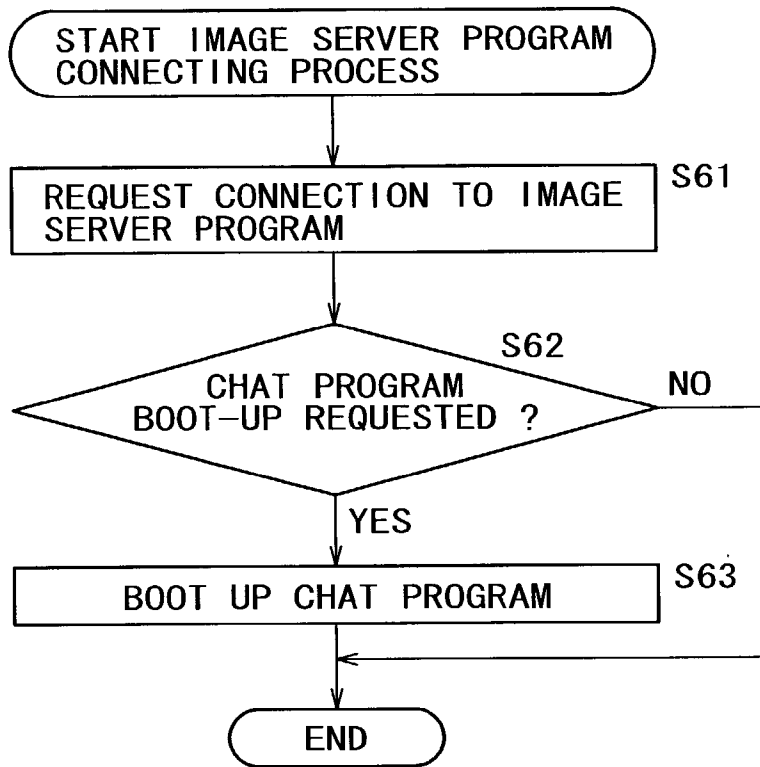 START IMAGE SERVER PROGRAM
CONNECTING PROCESS
REQUEST CONNECTION TO IMAGE
SERVER PROGRAM
S61
S62
CHAT PROGRAM
BOOT-UP REQUESTED ?
NO
YES
BOOT UP CHAT PROGRAM
S63
END